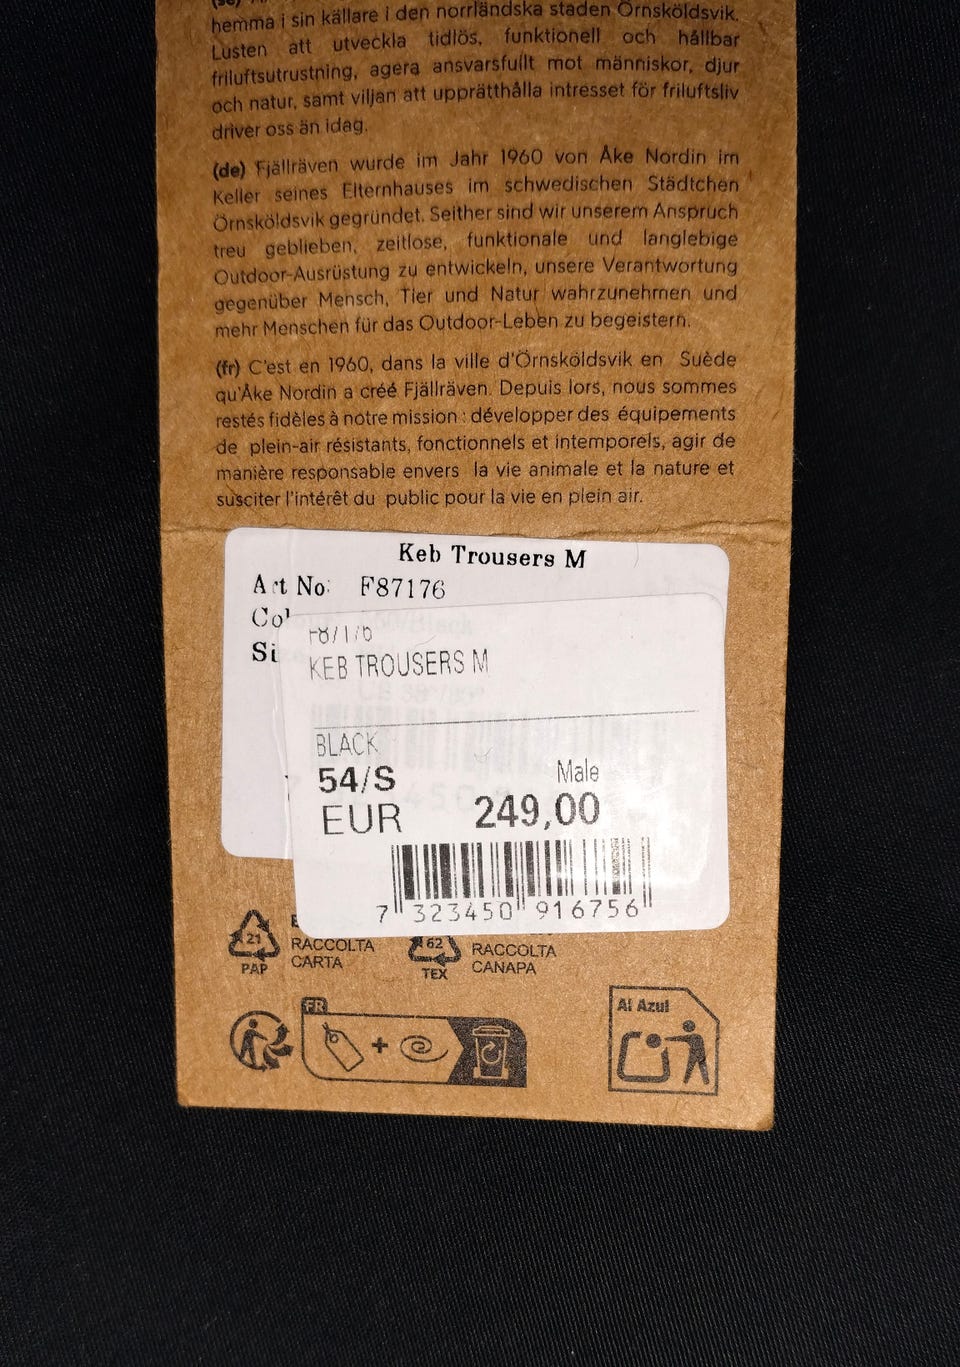 hemma i sin källare i den norrländska staden Örnsköldsvik.
Lusten att utveckla tidlös, funktionell och hållbar
friluftsutrustning, agera ansvarsfullt mot människor, djur
och natur, samt viljan att upprätthålla intresset för friluftsliv
driver oss än idag.
(de) Fjällräven wurde im Jahr 1960 von Åke Nordin im
Keller seines Elternhauses im schwedischen Städtchen
Örnsköldsvik gegründet. Seither sind wir unserem Anspruch
treu geblieben, zeitlose, funktionale und langlebige
Outdoor-Ausrüstung zu entwickeln, unsere Verantwortung
gegenüber Mensch, Tier und Natur wahrzunehmen und
mehr Menschen für das Outdoor-Leben zu begeistern.
(fr) C'est en 1960, dans la ville d'Örnsköldsvik en Suède
qu'Åke Nordin a créé Fjällräven. Depuis lors, nous sommes
restés fidèles à notre mission : développer des équipements
de plein-air résistants, fonctionnels et intemporels, agir de
manière responsable envers la vie animale et la nature et
susciter l'intérêt du public pour la vie en plein air.
Keb Trousers M
Art No: F87176
F87176
KEB TROUSERS M
BLACK
54/S Male
EUR 249,00
7 323450 916756
21
PAP
RACCOLTA
CARTA
62
TEX
RACCOLTA
CANAPA
FR
+
Al Azul